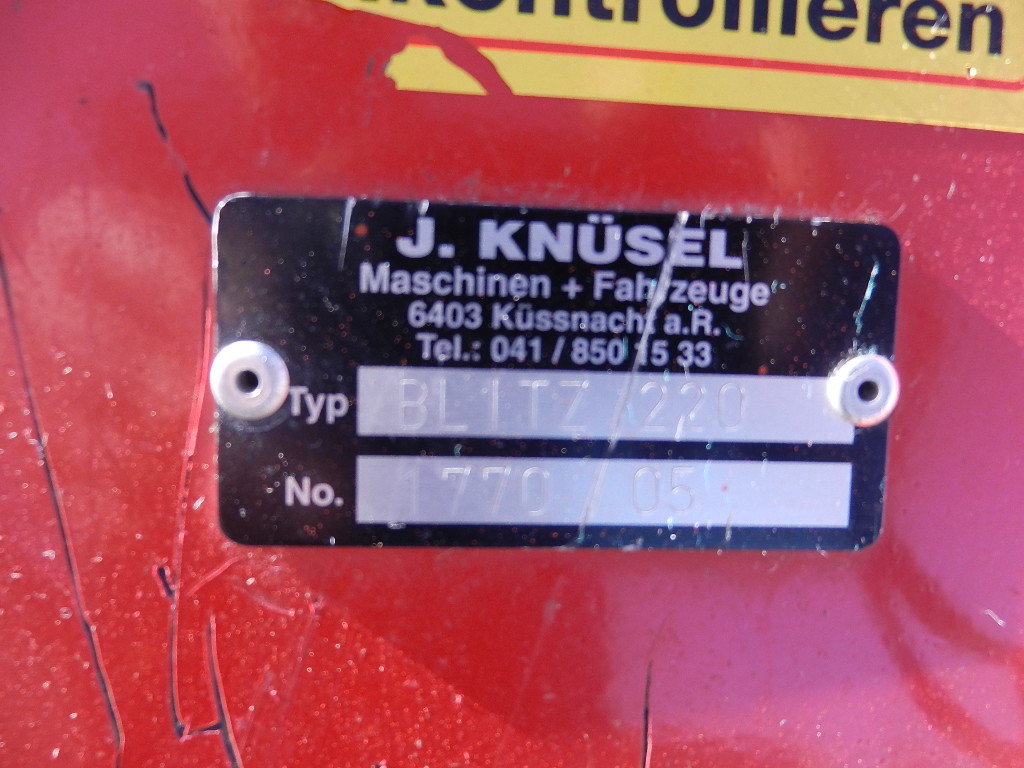 kontrollieren
J. KNÜSEL
Maschinen + Fahrzeuge
6403 Küssnacht a.R.
Tel.: 041 / 850 15 33
Typ BLITZ 220
No. 1770 05